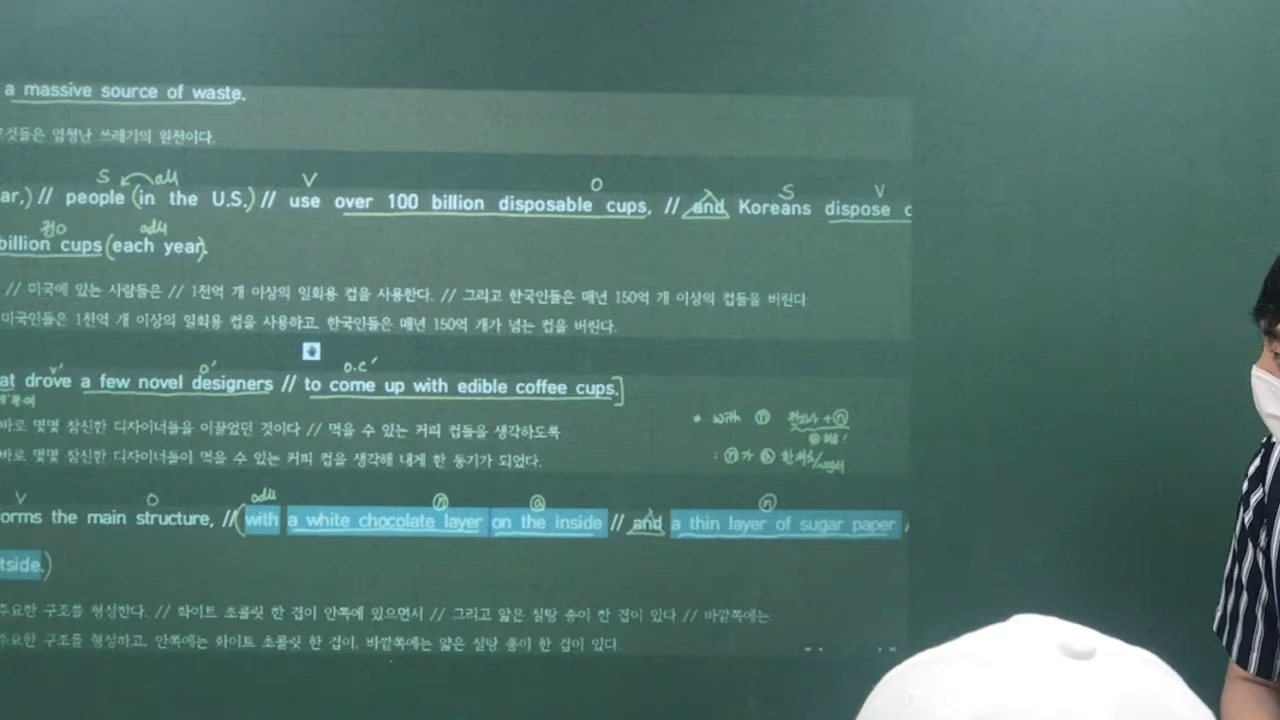 a massive source of waste.
것들은 엄청난 쓰레기의 원천이다.
S adu V O S V
ar,) // people (in the U.S.) // use over 100 billion disposable cups, // and Koreans dispose
adu
billion cups (each year).
// 미국에 있는 사람들은 // 1천억 개 이상의 일회용 컵을 사용한다. // 그리고 한국인들은 매년 150억 개 이상의 컵들을 버린다.
미국인들은 1천억 개 이상의 일회용 컵을 사용하고, 한국인들은 매년 150억 개가 넘는 컵을 버린다.
V' O' O.C'
at drove a few novel designers // to come up with edible coffee cups.]
바로 몇몇 참신한 디자이너들을 이끌었던 것이다 // 먹을 수 있는 커피 컵들을 생각하도록
* with ⓝ +ⓝ
바로 몇몇 참신한 디자이너들이 먹을 수 있는 커피 컵을 생각해 내게 한 동기가 되었다.
V O adu ⓝ ⓐ ⓝ
orms the main structure, // (with a white chocolate layer on the inside // and a thin layer of sugar paper
tside.)
주요한 구조를 형성한다. // 화이트 초콜릿 한 겹이 안쪽에 있으면서 // 그리고 얇은 설탕 종이 한 겹이 있다 // 바깥쪽에는
주요한 구조를 형성하고, 안쪽에는 화이트 초콜릿 한 겹이, 바깥쪽에는 얇은 설탕 종이 한 겹이 있다.